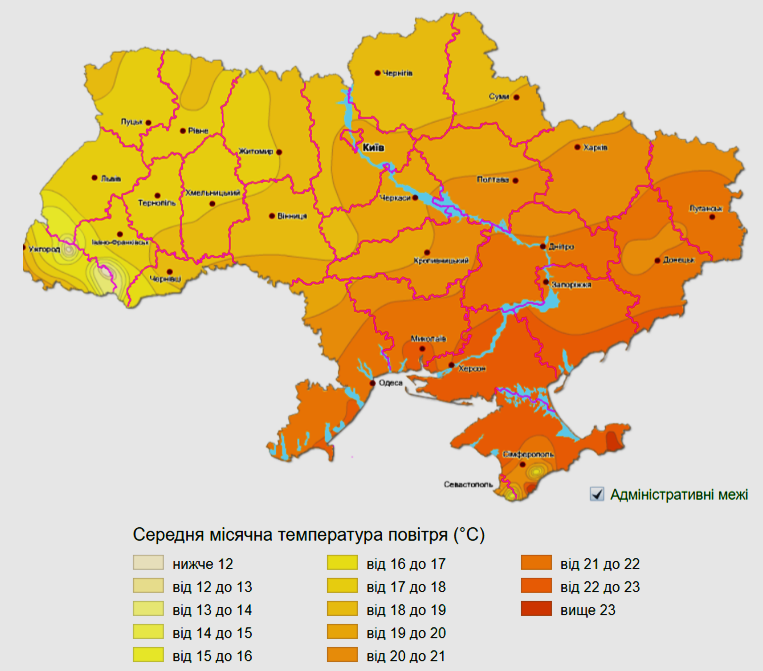 Чернігів
Суми
Луцьк
Рівне
Київ
Харків
Житомир
Львів
Полтава
Хмельницький
Черкаси
Тернопіль
Луганськ
Вінниця
Івано-Франківськ
Ужгород
Дніпро
Кропивницький
Донецьк
Чернівці
Запоріжжя
Миколаїв
Херсон
Одеса
Сімферополь
Севастополь
Адміністративні межі
Середня місячна температура повітря (°C)
нижче 12
від 12 до 13
від 13 до 14
від 14 до 15
від 15 до 16
від 16 до 17
від 17 до 18
від 18 до 19
від 19 до 20
від 20 до 21
від 21 до 22
від 22 до 23
вище 23